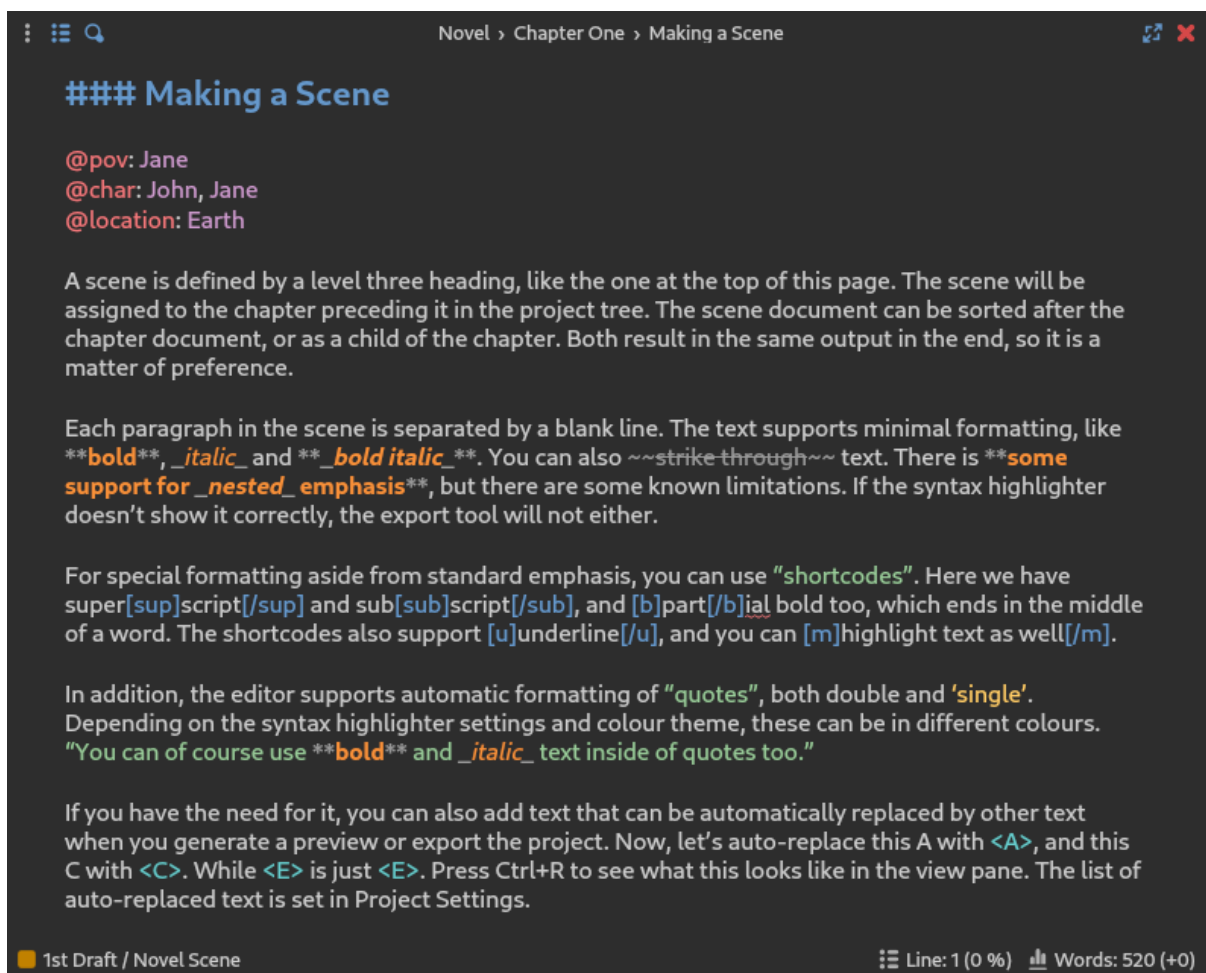 Novel › Chapter One › Making a Scene
### Making a Scene
@pov: Jane
@char: John, Jane
@location: Earth
A scene is defined by a level three heading, like the one at the top of this page. The scene will be
assigned to the chapter preceding it in the project tree. The scene document can be sorted after the
chapter document, or as a child of the chapter. Both result in the same output in the end, so it is a
matter of preference.
Each paragraph in the scene is separated by a blank line. The text supports minimal formatting, like
**bold**, _italic_ and **_bold italic_**. You can also ~~strike through~~ text. There is **some
support for _nested_ emphasis**, but there are some known limitations. If the syntax highlighter
doesn’t show it correctly, the export tool will not either.
For special formatting aside from standard emphasis, you can use “shortcodes”. Here we have
super[sup]script[/sup] and sub[sub]script[/sub], and [b]part[/b]ial bold too, which ends in the middle
of a word. The shortcodes also support [u]underline[/u], and you can [m]highlight text as well[/m].
In addition, the editor supports automatic formatting of “quotes”, both double and ‘single’.
Depending on the syntax highlighter settings and colour theme, these can be in different colours.
“You can of course use **bold** and _italic_ text inside of quotes too.”
If you have the need for it, you can also add text that can be automatically replaced by other text
when you generate a preview or export the project. Now, let’s auto-replace this A with <A>, and this
C with <C>. While <E> is just <E>. Press Ctrl+R to see what this looks like in the view pane. The list of
auto-replaced text is set in Project Settings.
1st Draft / Novel Scene
Line: 1 (0 %) Words: 520 (+0)